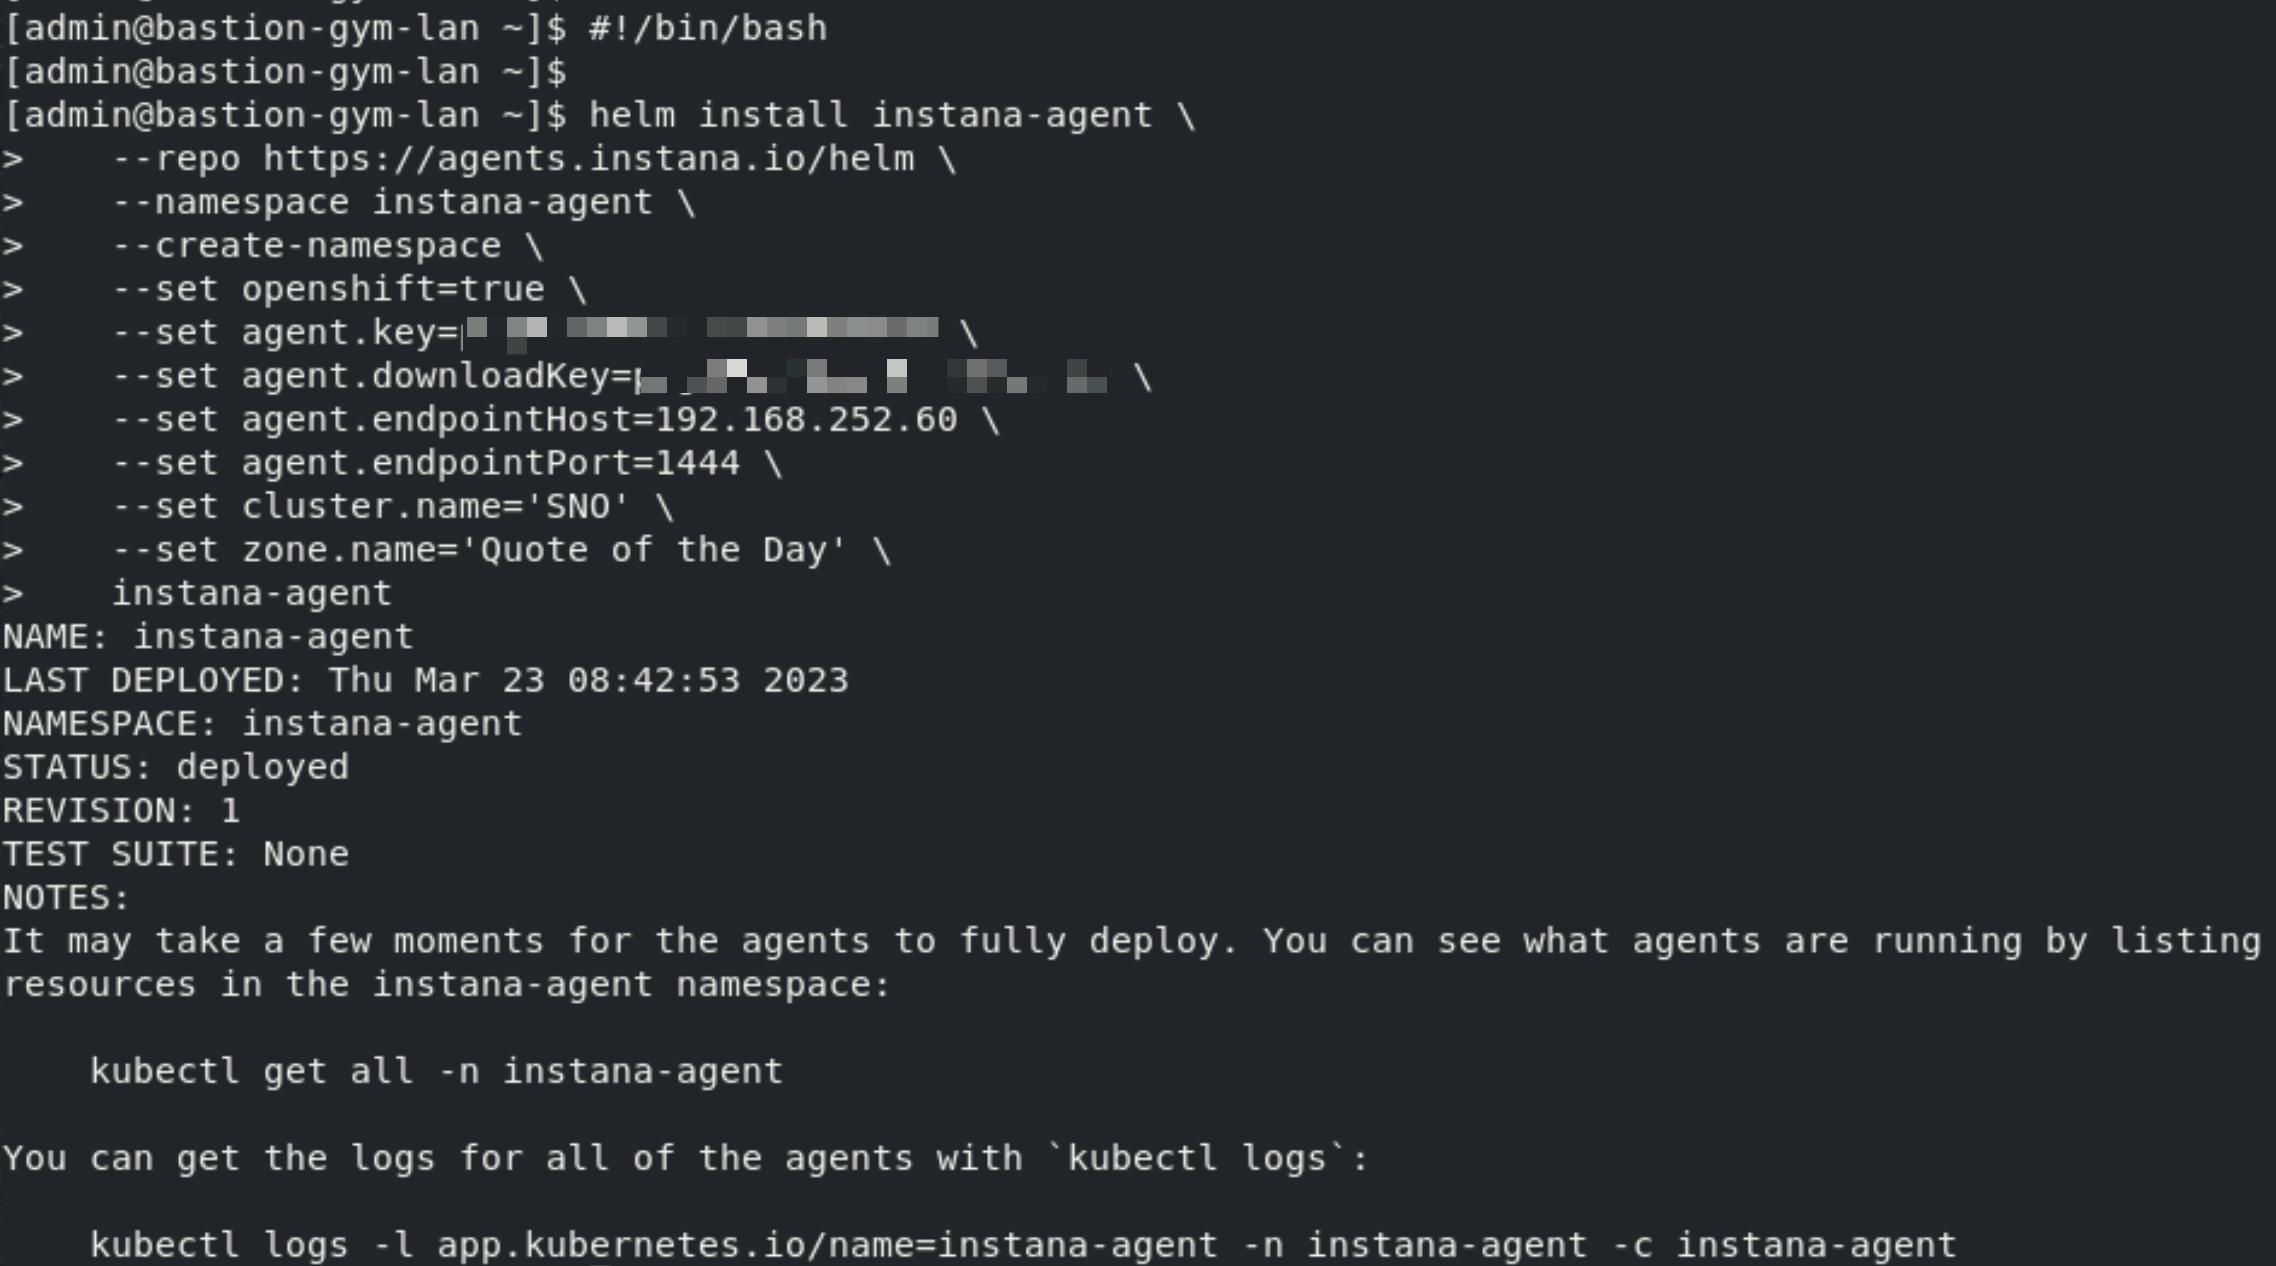 [admin@bastion-gym-lan ~]$ #!/bin/bash
[admin@bastion-gym-lan ~]$
[admin@bastion-gym-lan ~]$ helm install instana-agent \
>    --repo https://agents.instana.io/helm \
>    --namespace instana-agent \
>    --create-namespace \
>    --set openshift=true \
>    --set agent.key= \
>    --set agent.downloadKey= \
>    --set agent.endpointHost=192.168.252.60 \
>    --set agent.endpointPort=1444 \
>    --set cluster.name='SNO' \
>    --set zone.name='Quote of the Day' \
>    instana-agent
NAME: instana-agent
LAST DEPLOYED: Thu Mar 23 08:42:53 2023
NAMESPACE: instana-agent
STATUS: deployed
REVISION: 1
TEST SUITE: None
NOTES:
It may take a few moments for the agents to fully deploy. You can see what agents are running by listing
resources in the instana-agent namespace:
    kubectl get all -n instana-agent
You can get the logs for all of the agents with `kubectl logs`:
    kubectl logs -l app.kubernetes.io/name=instana-agent -n instana-agent -c instana-agent